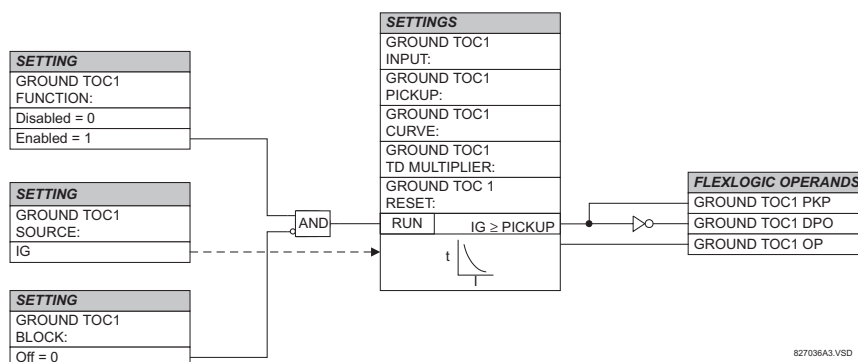 SETTING
GROUND TOC1
FUNCTION:
Disabled = 0
Enabled = 1
SETTING
GROUND TOC1
SOURCE:
IG
SETTING
GROUND TOC1
BLOCK:
Off = 0
AND
SETTINGS
GROUND TOC1
INPUT:
GROUND TOC1
PICKUP:
GROUND TOC1
CURVE:
GROUND TOC1
TD MULTIPLIER:
GROUND TOC 1
RESET:
RUN
IG ≥ PICKUP
t
I
FLEXLOGIC OPERANDS
GROUND TOC1 PKP
GROUND TOC1 DPO
GROUND TOC1 OP
827036A3.VSD